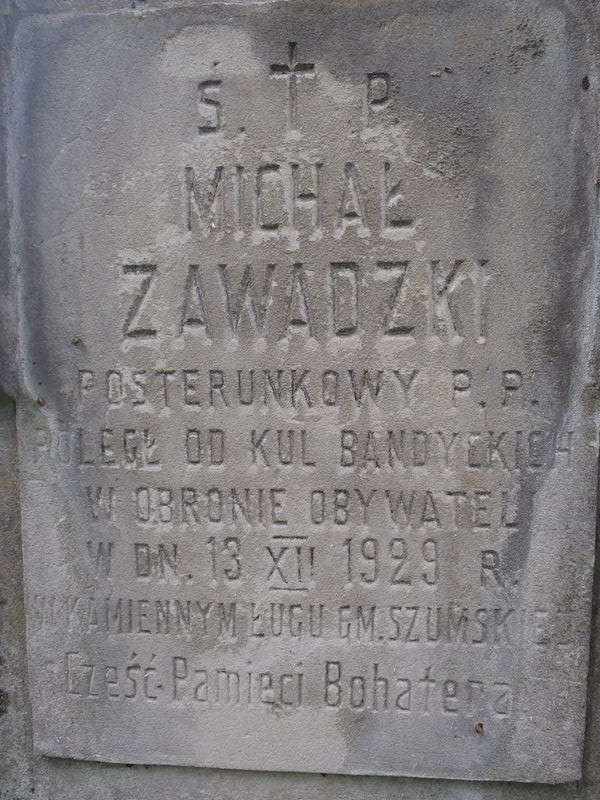 Ś. † P.
MICHAŁ
ZAWADZKI
POSTERUNKOWY P.P.
POLEGŁ OD KUL BANDYCKICH
W OBRONIE OBYWATEL
W DN. 13 XII 1929 R.
W KAMIENNYM ŁUGU GM. SZUMSKIEJ
Cześć Pamięci Bohatera